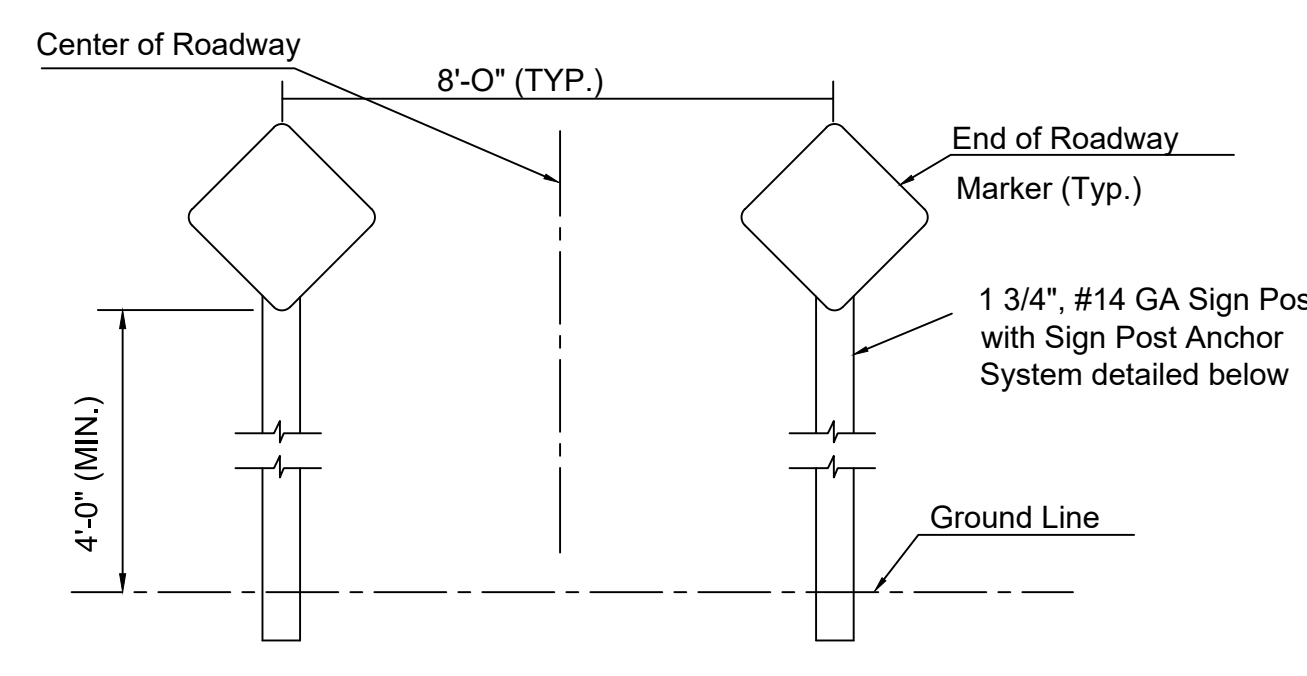 Center of Roadway
8'-O" (TYP.)
End of Roadway
Marker (Typ.)
1 3/4", #14 GA Sign Pos
with Sign Post Anchor
System detailed below
4'-0" (MIN.)
Ground Line